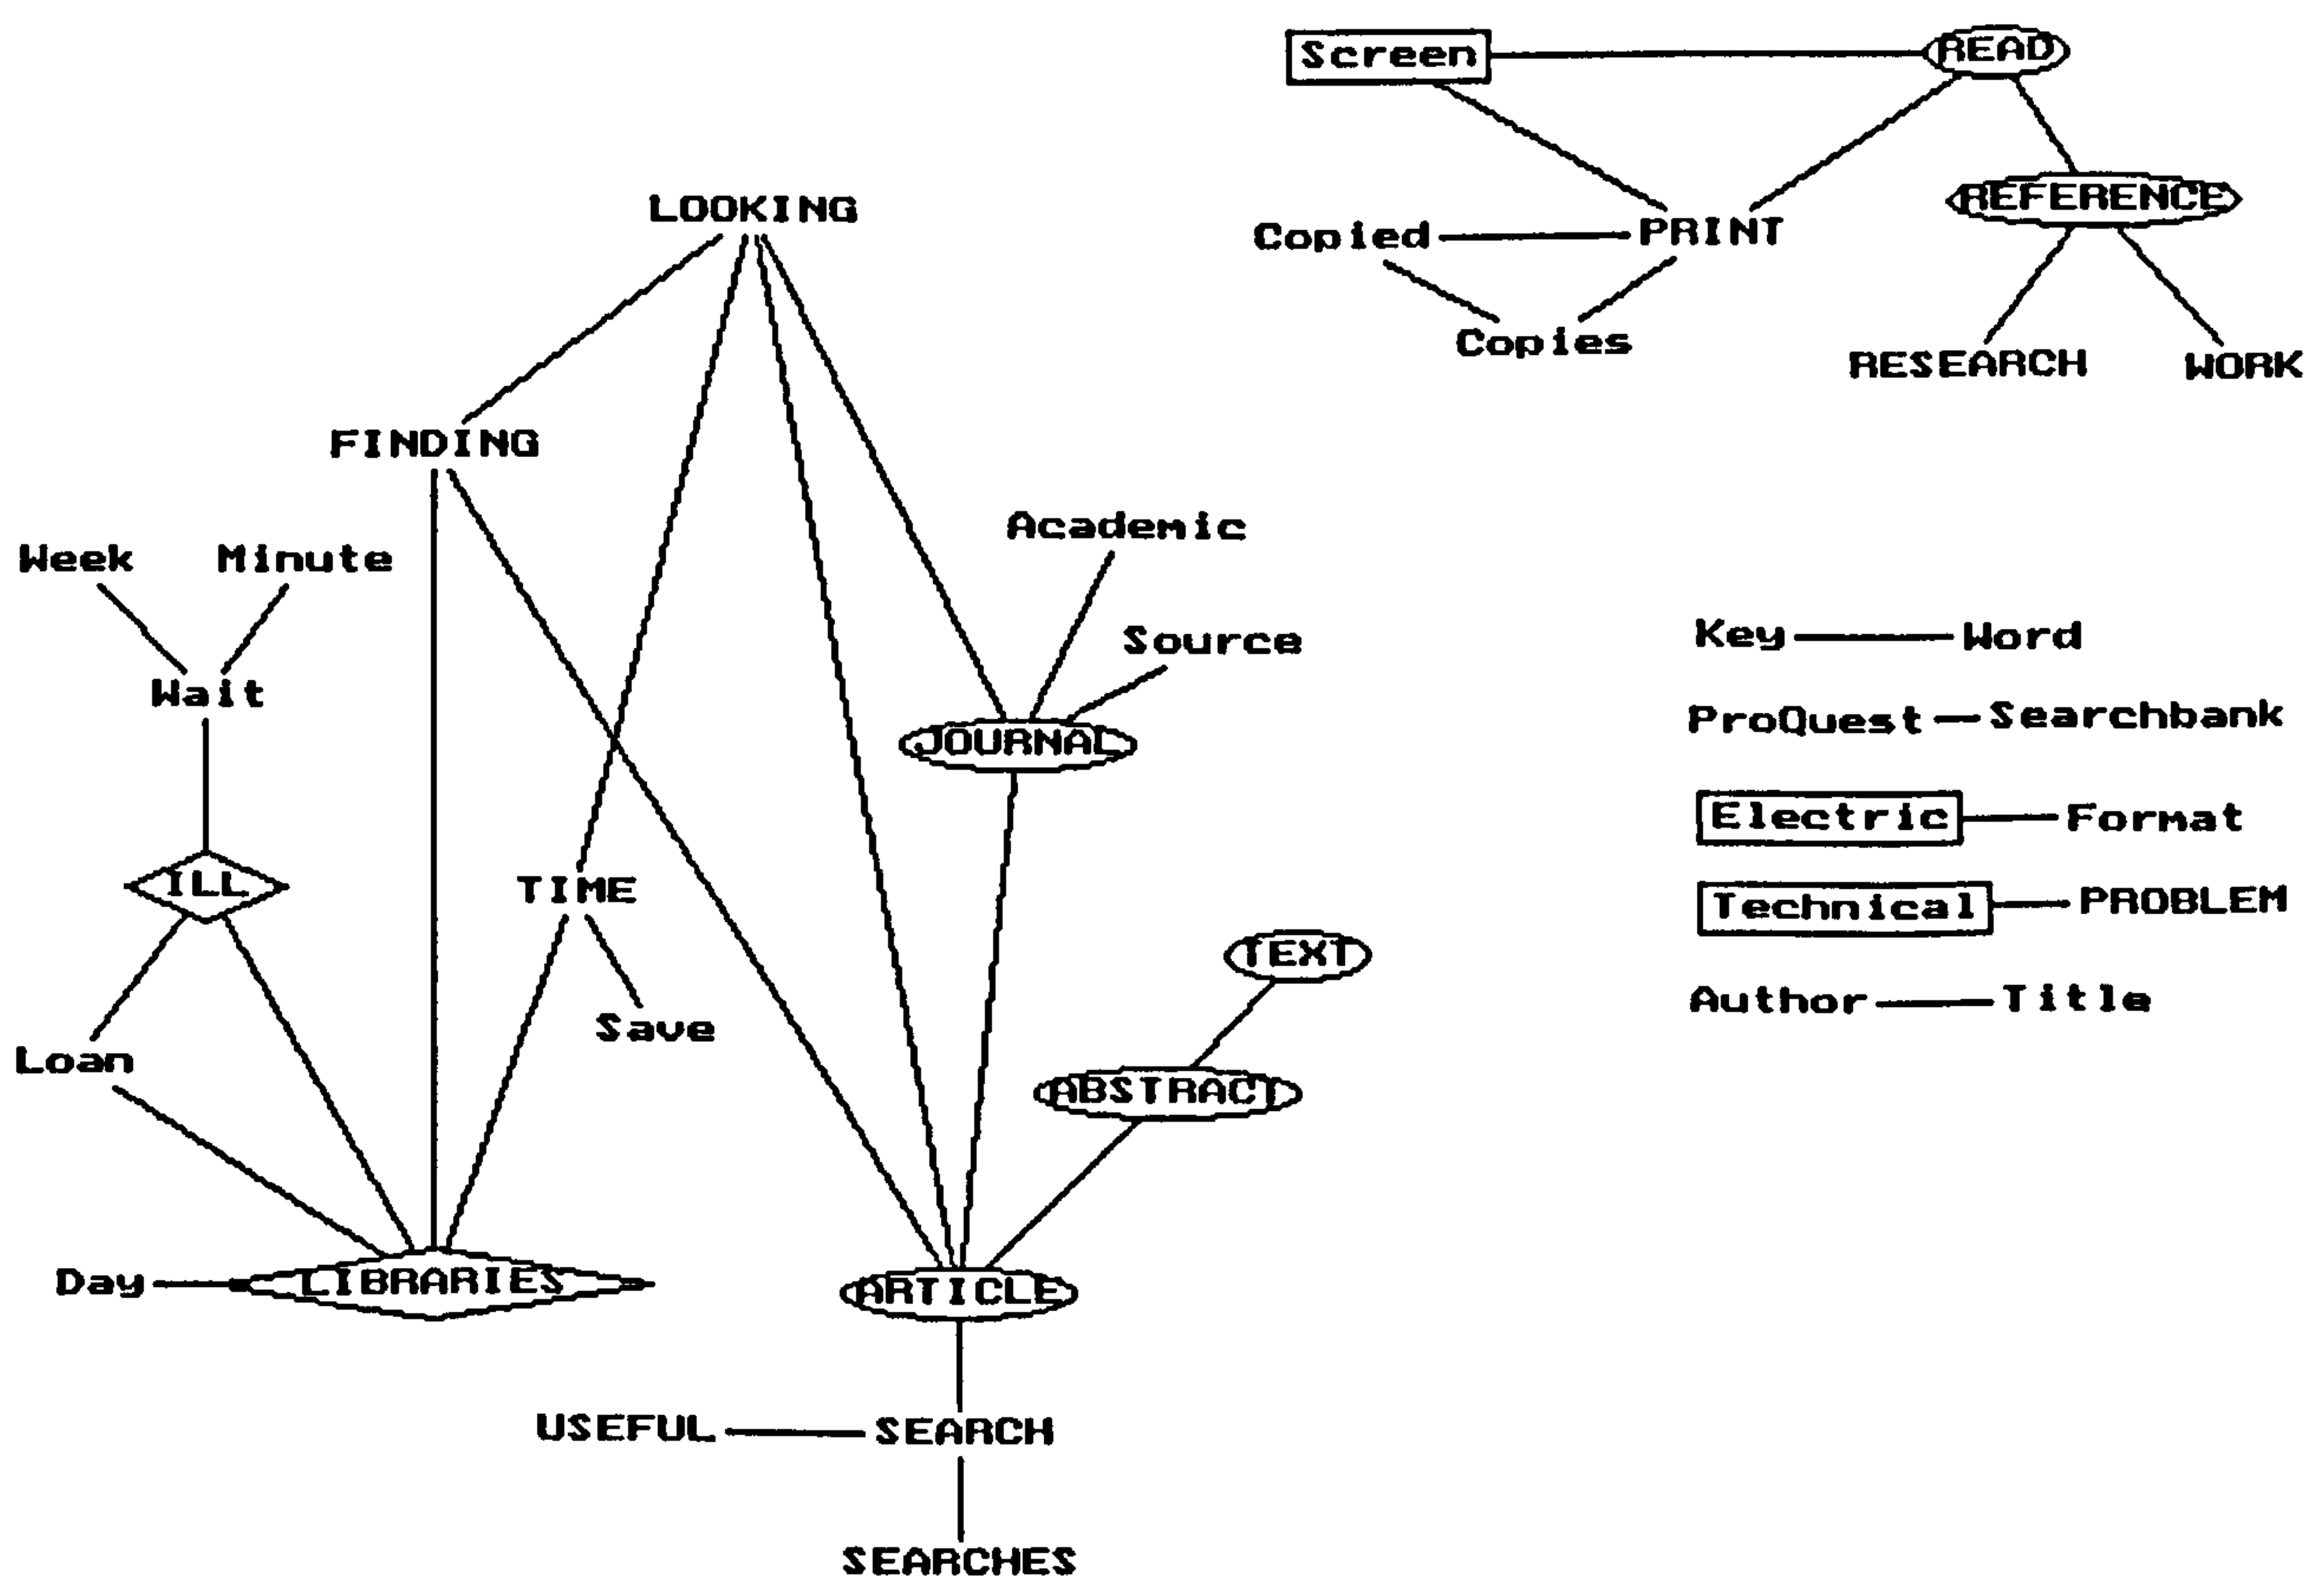 Screen
READ
LOOKING
REFERENCE
Copied
PRINT
Copies
RESEARCH
WORK
FINDING
Academic
Week
Minute
Source
Key
Word
Wait
ProQuest
Searchbank
JOURNAL
Electric
Format
ILL
TIME
Technical
PROBLEM
TEXT
Author
Title
Save
Loan
ABSTRACT
Day
LIBRARIES
ARTICLE
USEFUL
SEARCH
SEARCHES